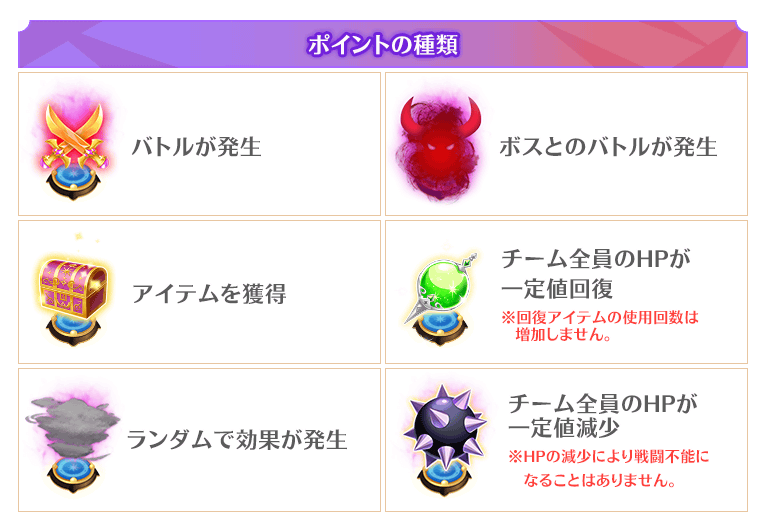 ポイントの種類
バトルが発生
ボスとのバトルが発生
アイテムを獲得
チーム全員のHPが
一定値回復
※回復アイテムの使用回数は
増加しません。
ランダムで効果が発生
チーム全員のHPが
一定値減少
※HPの減少により戦闘不能に
なることはありません。